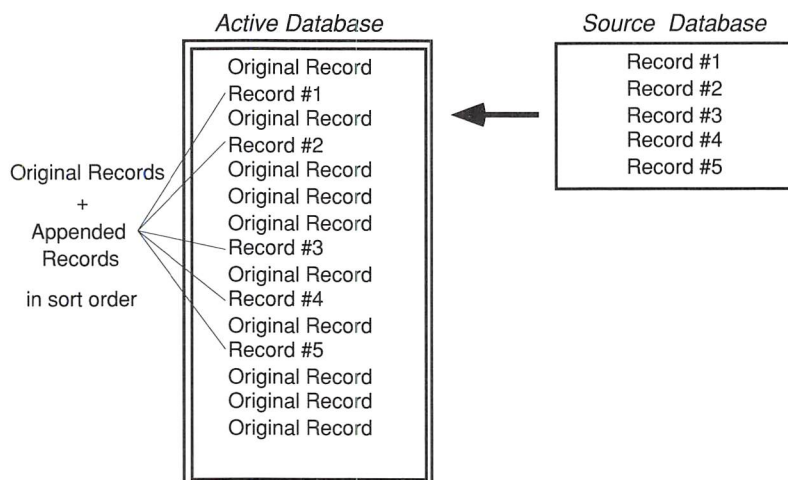 Active Database
Original Record
Record #1
Original Record
Record #2
Original Record
Original Record
Original Record
Record #3
Original Record
Record #4
Original Record
Record #5
Original Record
Original Record
Original Record
Source Database
Record #1
Record #2
Record #3
Record #4
Record #5
Original Records
+
Appended
Records
in sort order